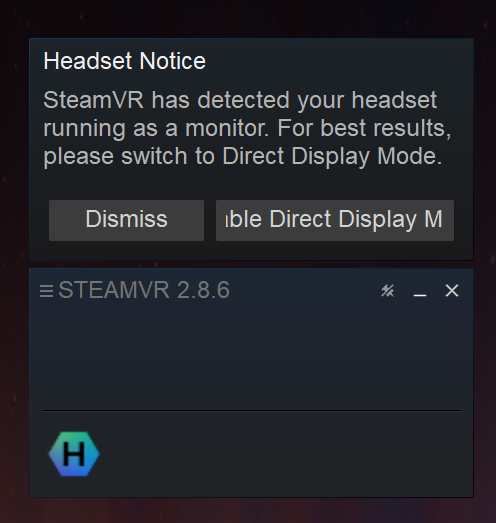 Headset Notice
SteamVR has detected your headset
running as a monitor. For best results,
please switch to Direct Display Mode.
Dismiss
able Direct Display M
STEAMVR 2.8.6
H